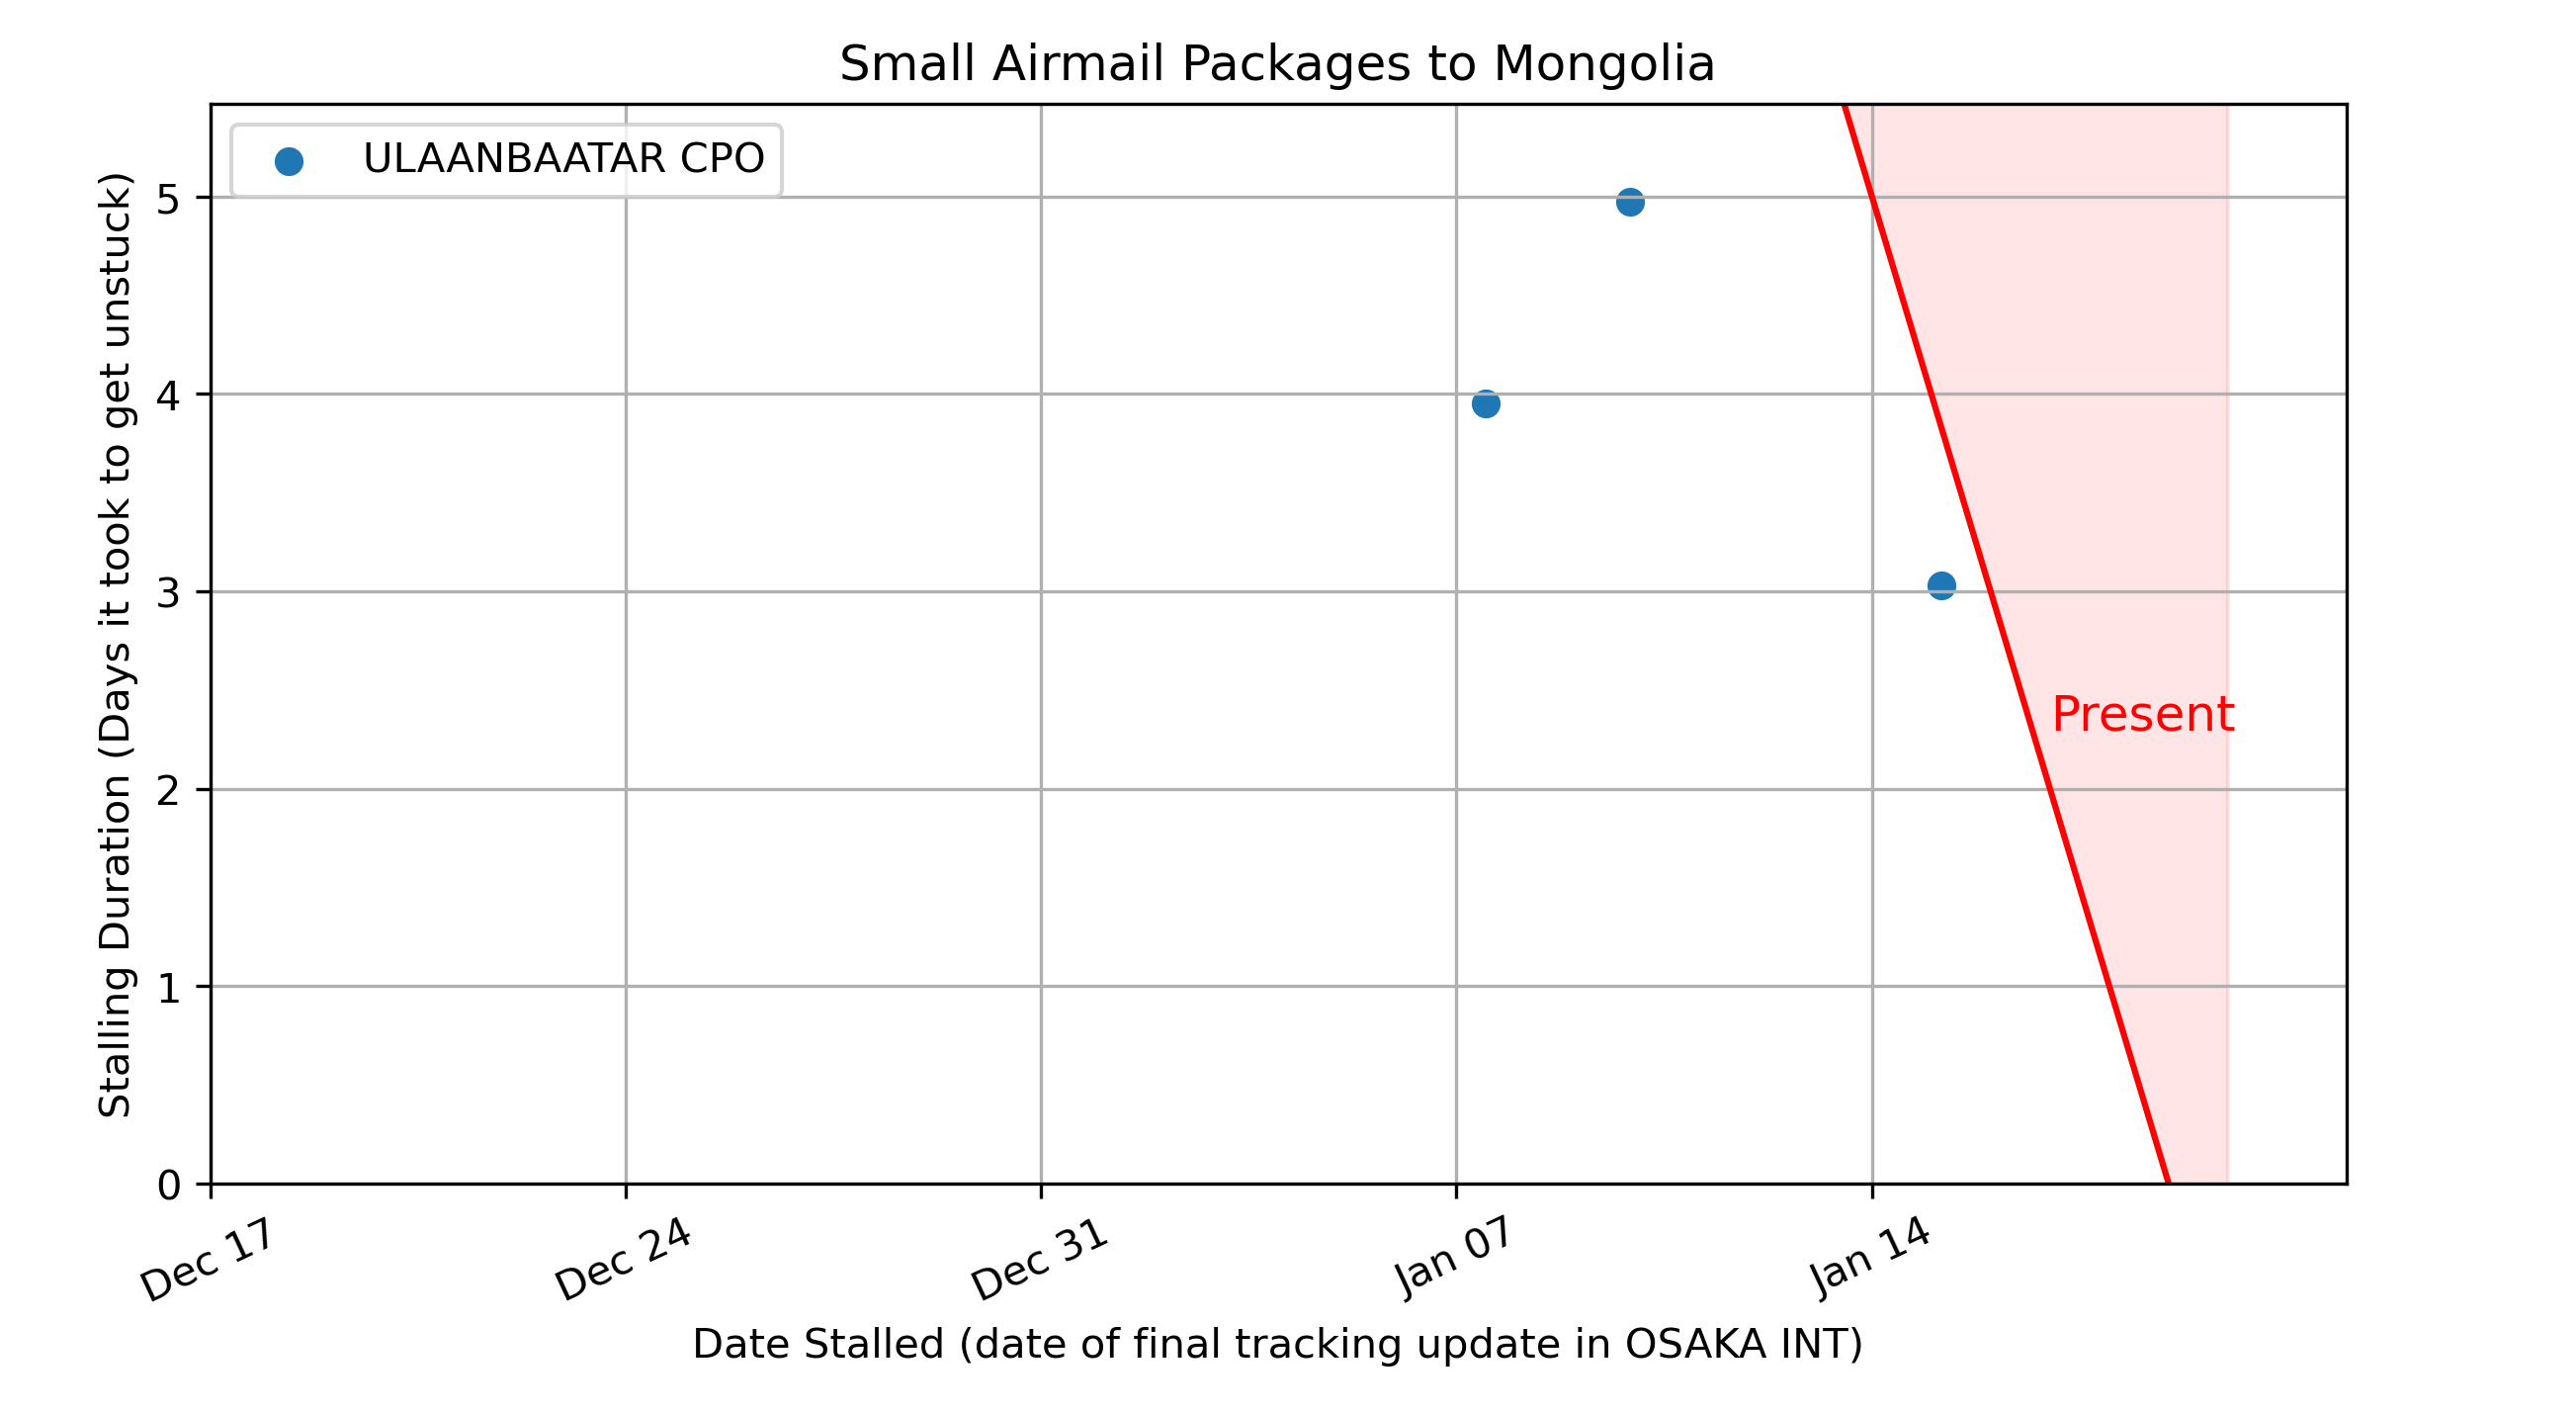 Small Airmail Packages to Mongolia
ULAANBAATAR CPO
Stalling Duration (Days it took to get unstuck)
5
4
3
2
1
0
Present
Dec 17
Dec 24
Dec 31
Jan 07
Jan 14
Date Stalled (date of final tracking update in OSAKA INT)